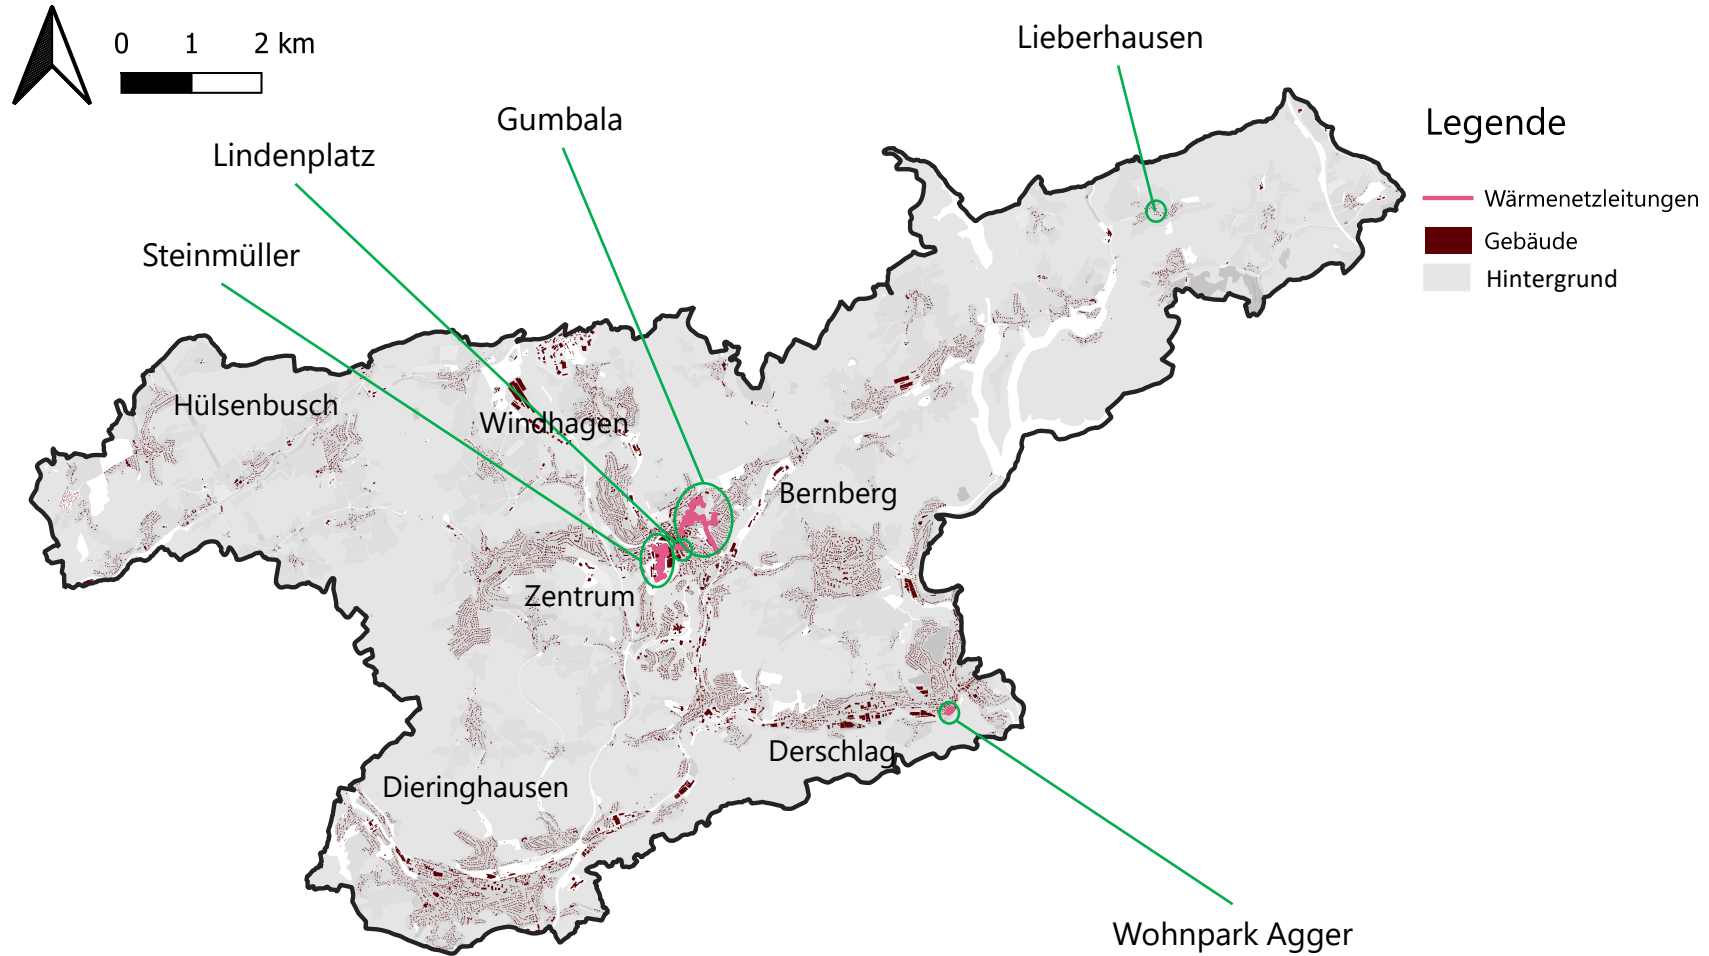 0 1 2 km
Lieberhausen
Gumbala
Legende
Lindenplatz
Wärmenetzleitungen
Steinmüller
Gebäude
Hintergrund
Hülsenbusch
Windhagen
Bernberg
Zentrum
Derschlag
Dieringhausen
Wohnpark Agger